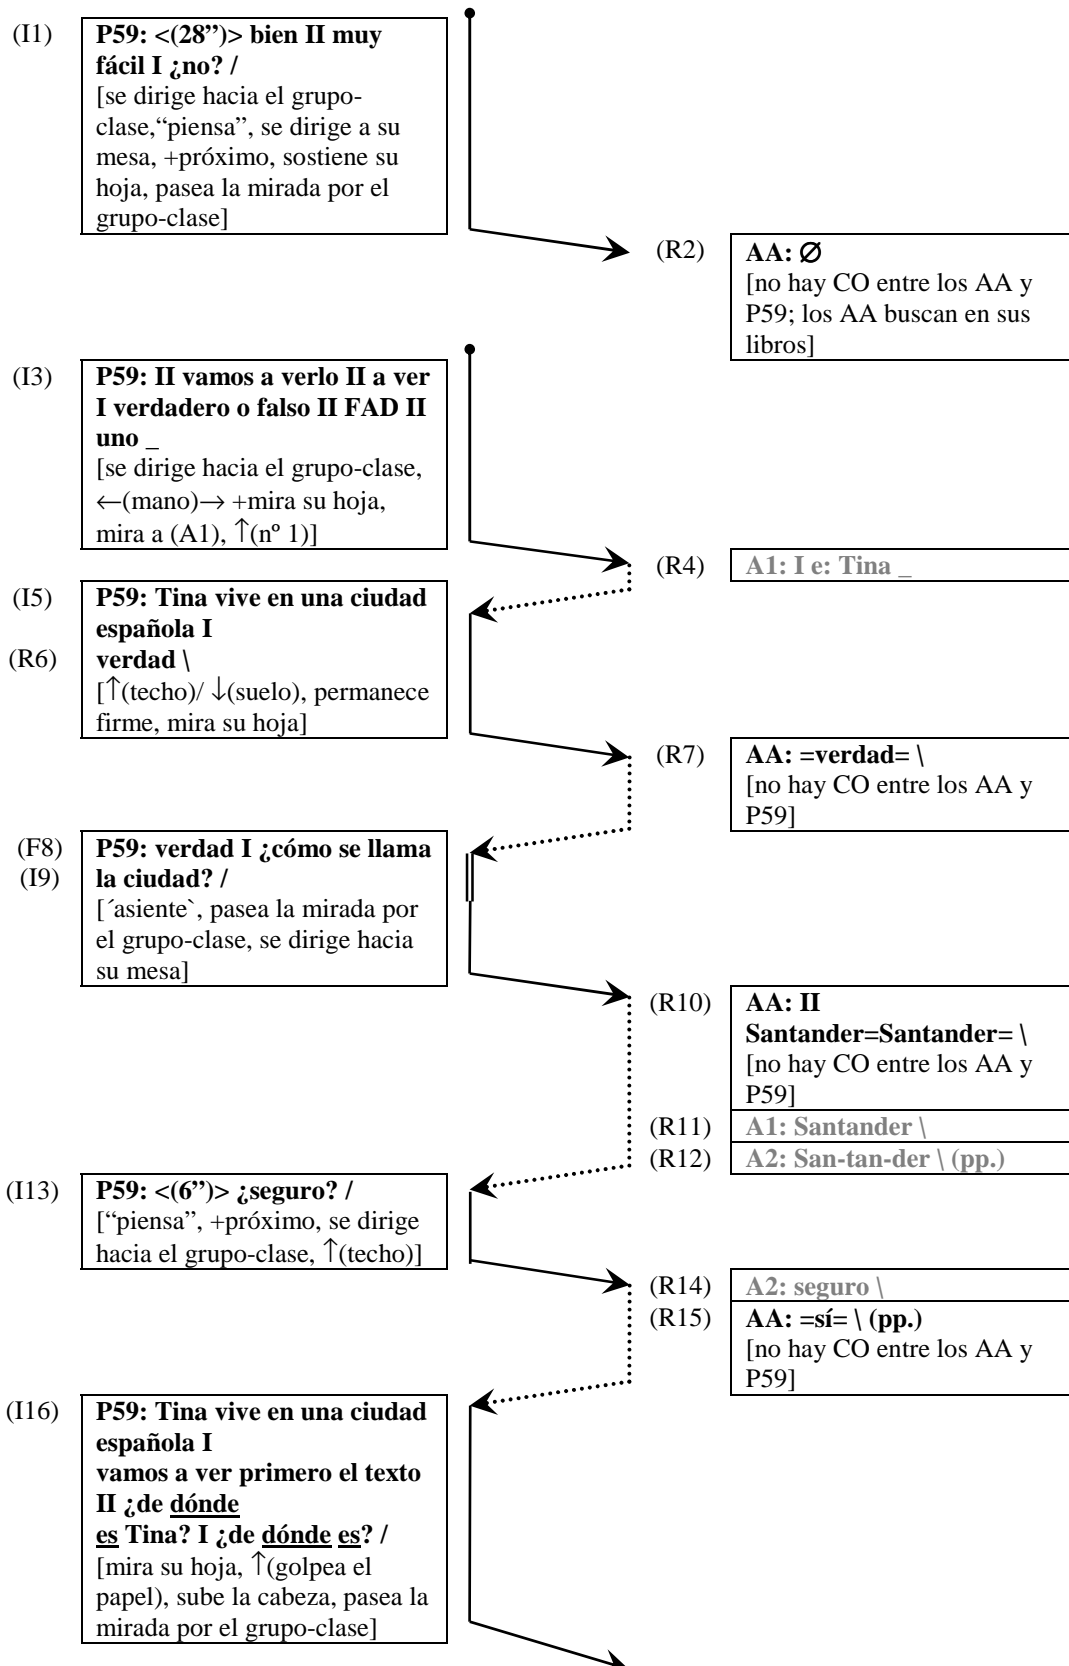 (I1) P59: <(28”)> bien II muy
fácil I ¿no? /
[se dirige hacia el grupo-
clase,“piensa”, se dirige a su
mesa, +próximo, sostiene su
hoja, pasea la mirada por el
grupo-clase]
(R2) AA: Ø
[no hay CO entre los AA y
P59; los AA buscan en sus
libros]
(I3) P59: II vamos a verlo II a ver
I verdadero o falso II FAD II
uno _
[se dirige hacia el grupo-clase,
←(mano)→ +mira su hoja,
mira a (A1), ↑(nº 1)]
(R4) A1: I e: Tina _
(I5) P59: Tina vive en una ciudad
española I
(R6) verdad \
[↑(techo)/ ↓(suelo), permanece
firme, mira su hoja]
(R7) AA: =verdad= \
[no hay CO entre los AA y
P59]
(F8) P59: verdad I ¿cómo se llama
(I9) la ciudad? /
[´asiente`, pasea la mirada por
el grupo-clase, se dirige hacia
su mesa]
(R10) AA: II
Santander=Santander= \
[no hay CO entre los AA y
P59]
(R11) A1: Santander \
(R12) A2: San-tan-der \ (pp.)
(I13) P59: <(6”)> ¿seguro? /
[“piensa”, +próximo, se dirige
hacia el grupo-clase, ↑(techo)]
(R14) A2: seguro \
(R15) AA: =sí= \ (pp.)
[no hay CO entre los AA y
P59]
(I16) P59: Tina vive en una ciudad
española I
vamos a ver primero el texto
II ¿de dónde
es Tina? I ¿de dónde es? /
[mira su hoja, ↑(golpea el
papel), sube la cabeza, pasea la
mirada por el grupo-clase]